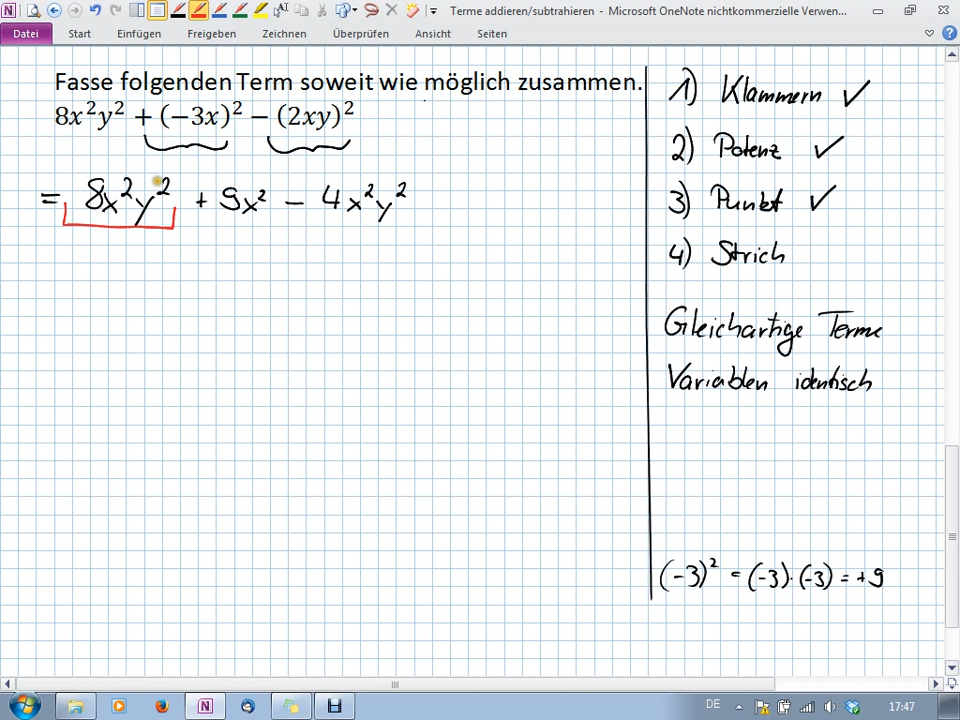 Terme addieren/subtrahieren - Microsoft OneNote nichtkommerzielle Verwen...
Datei Start Einfügen Freigeben Zeichnen Überprüfen Ansicht Seiten
Fasse folgenden Term soweit wie möglich zusammen.
8x²y² + (−3x)² − (2xy)²
= 8x²y² + 9x² − 4x²y²
1) Klammern ✓
2) Potenz ✓
3) Punkt ✓
4) Strich
Gleichartige Terme
Variablen identisch
(−3)² = (−3)·(−3) = +9
DE 17:47